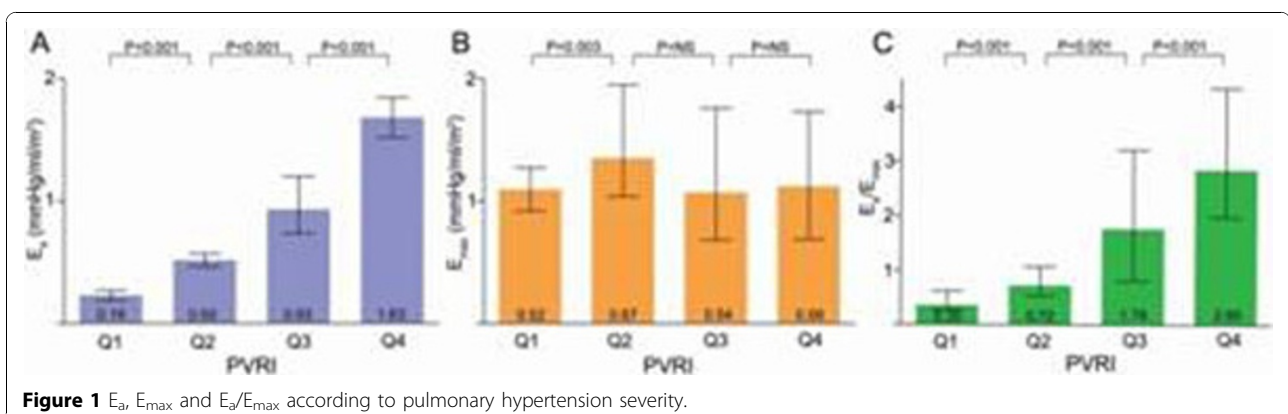 A
P<0.001 P<0.001 P<0.001
B
P<0.003 P=NS P=NS
C
P<0.001 P<0.001 P<0.001
2
1
Ea (mmHg/ml/m²)
Q1 Q2 Q3 Q4
PVRI
2
1
Emax (mmHg/ml/m²)
Q1 Q2 Q3 Q4
PVRI
4
3
2
1
Ea/Emax
Q1 Q2 Q3 Q4
PVRI
Figure 1 Ea, Emax and Ea/Emax according to pulmonary hypertension severity.